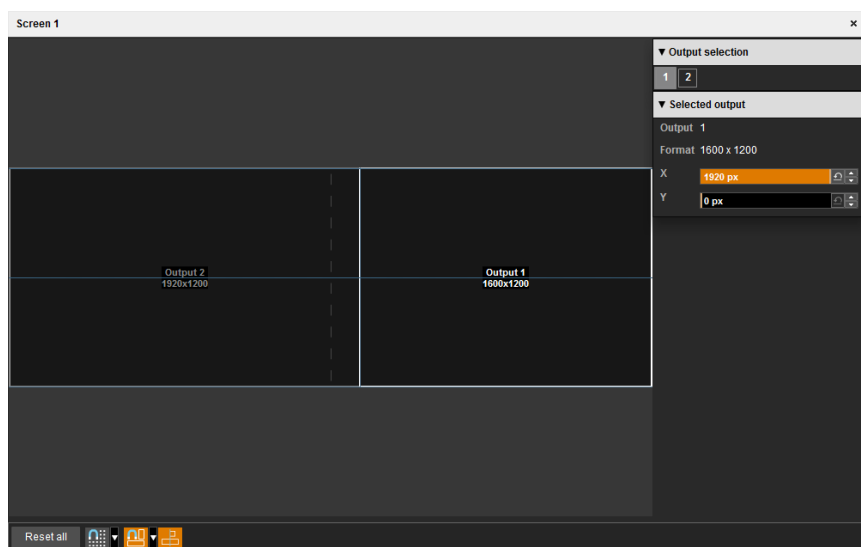 Screen 1
×
▼ Output selection
1 2
▼ Selected output
Output 1
Format 1600 x 1200
X 1920 px
Y 0 px
Output 2
1920x1200
Output 1
1600x1200
Reset all